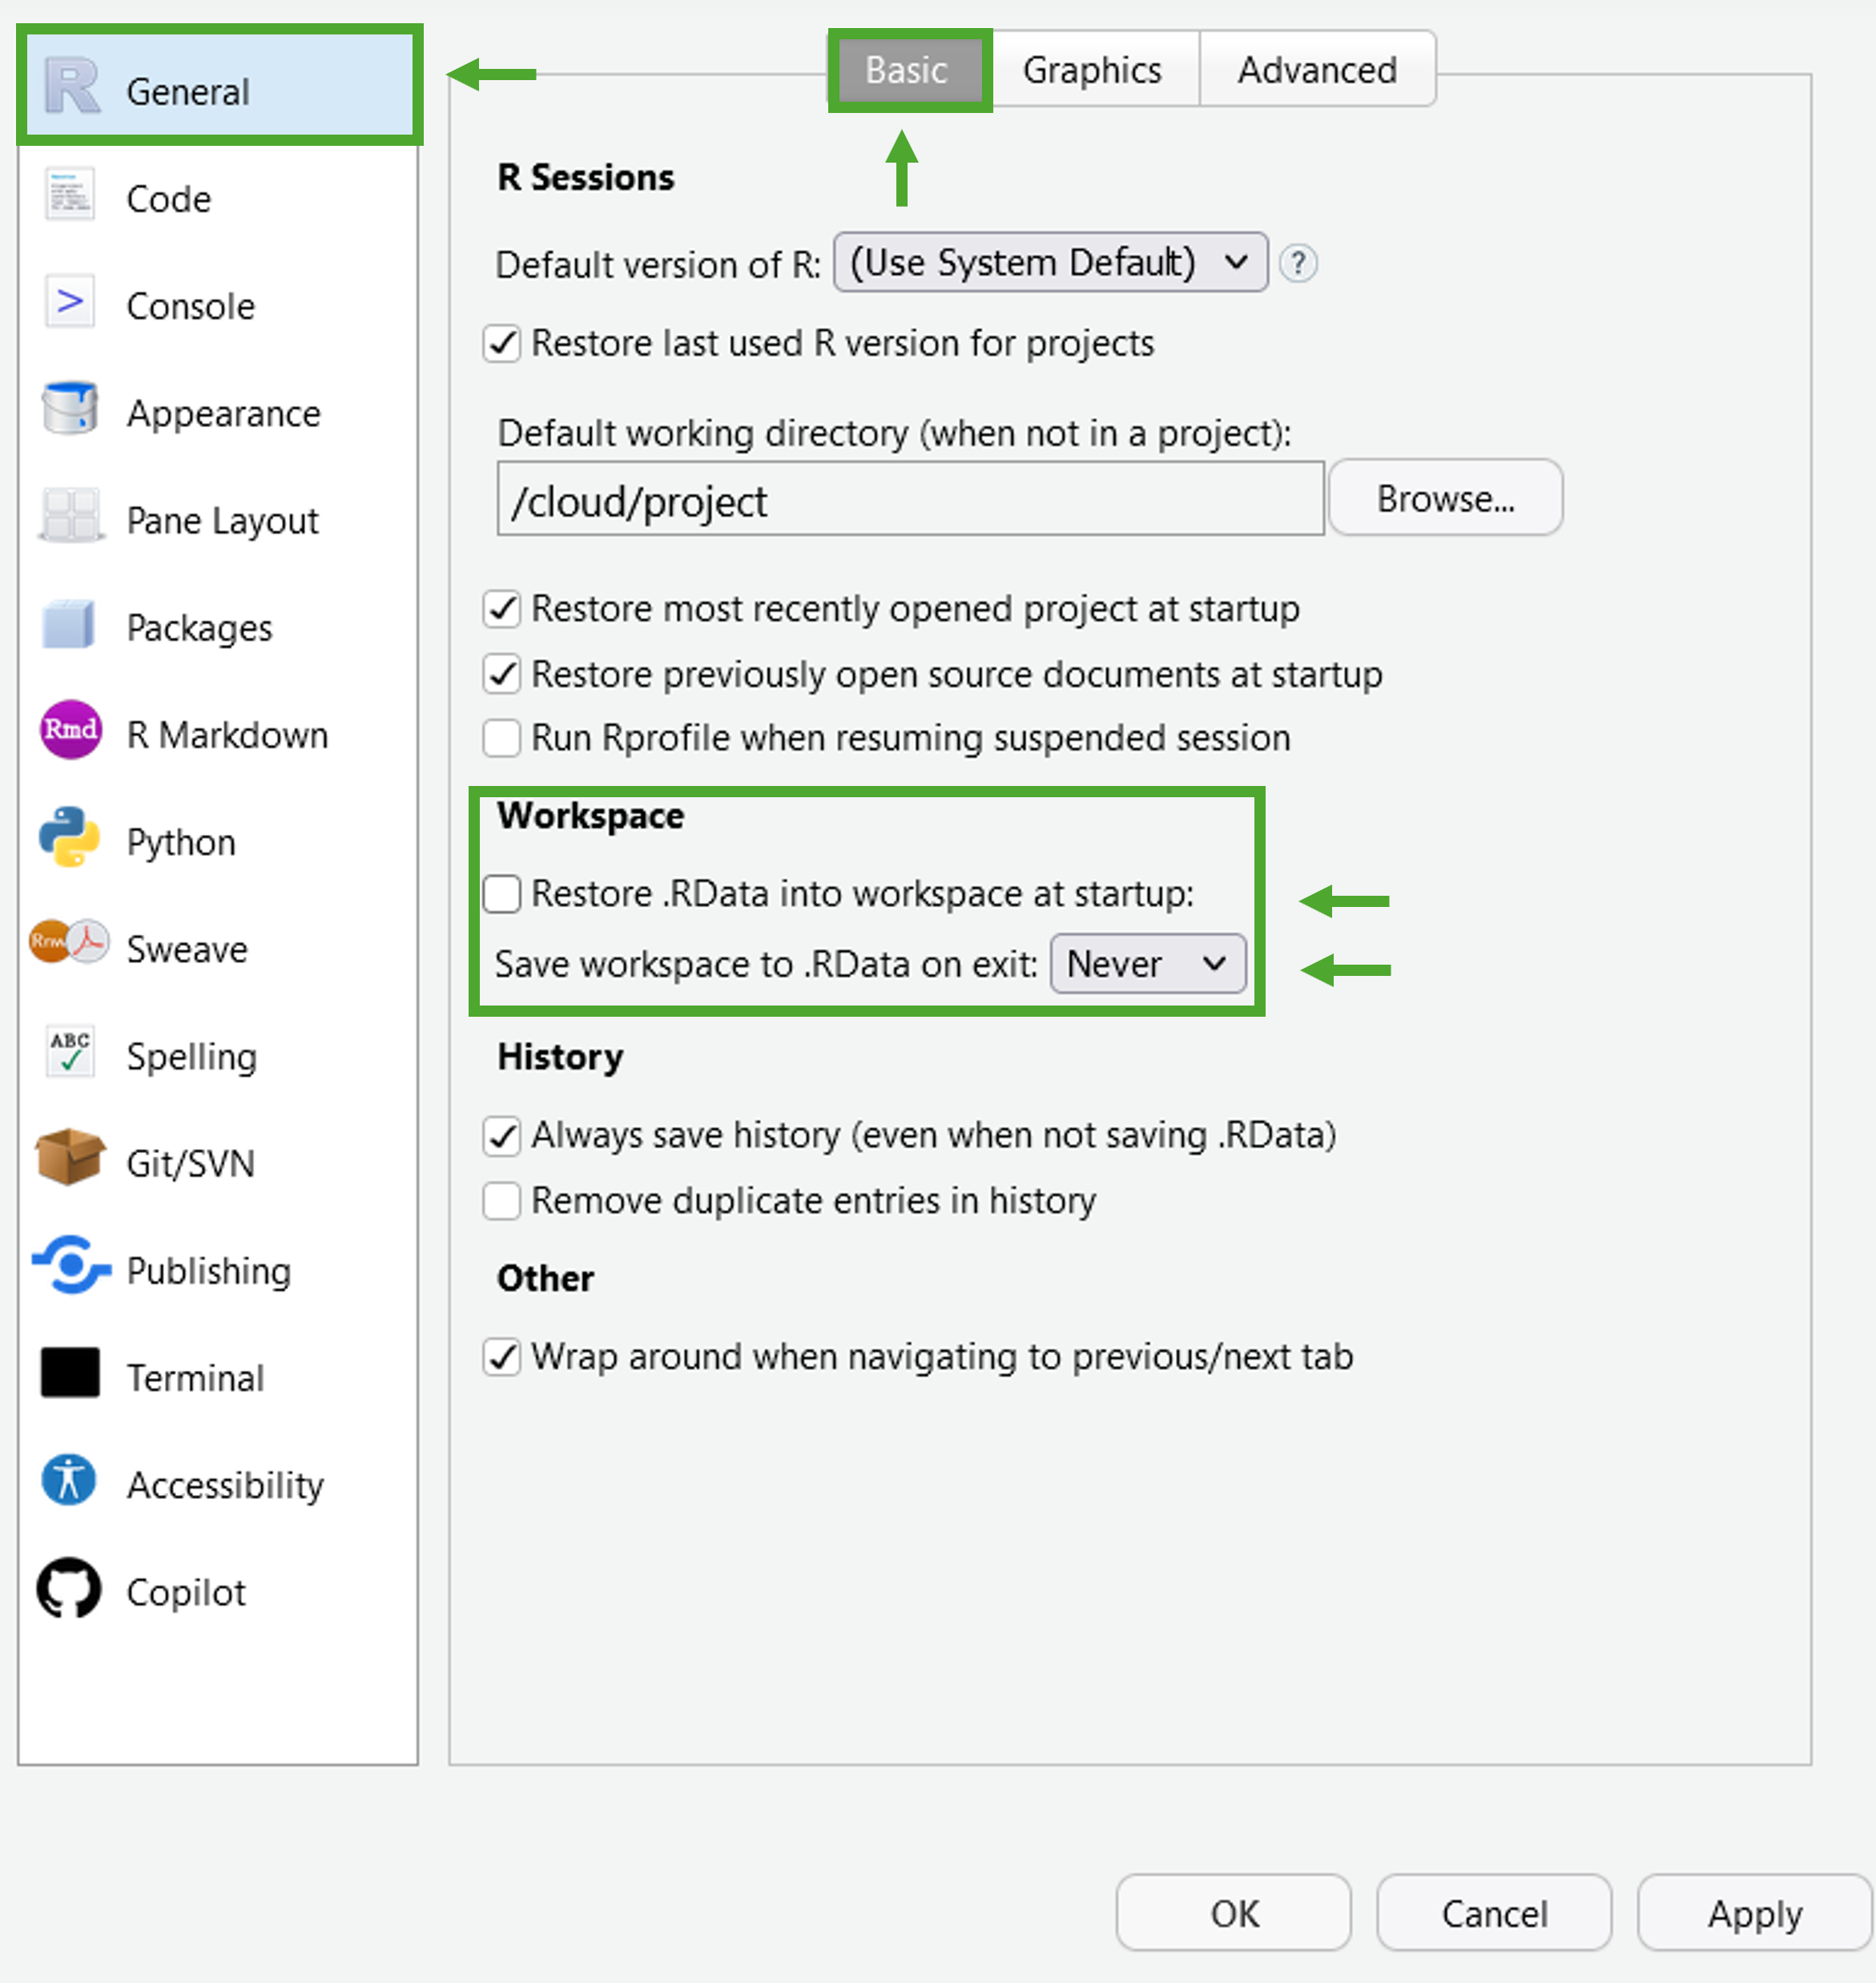 General
Code
Console
Appearance
Pane Layout
Packages
Rmd R Markdown
Python
Rnw Sweave
ABC Spelling
Git/SVN
Publishing
Terminal
Accessibility
Copilot
Basic Graphics Advanced
R Sessions
Default version of R: (Use System Default) ?
Restore last used R version for projects
Default working directory (when not in a project):
/cloud/project Browse...
Restore most recently opened project at startup
Restore previously open source documents at startup
Run Rprofile when resuming suspended session
Workspace
Restore .RData into workspace at startup:
Save workspace to .RData on exit: Never
History
Always save history (even when not saving .RData)
Remove duplicate entries in history
Other
Wrap around when navigating to previous/next tab
OK Cancel Apply